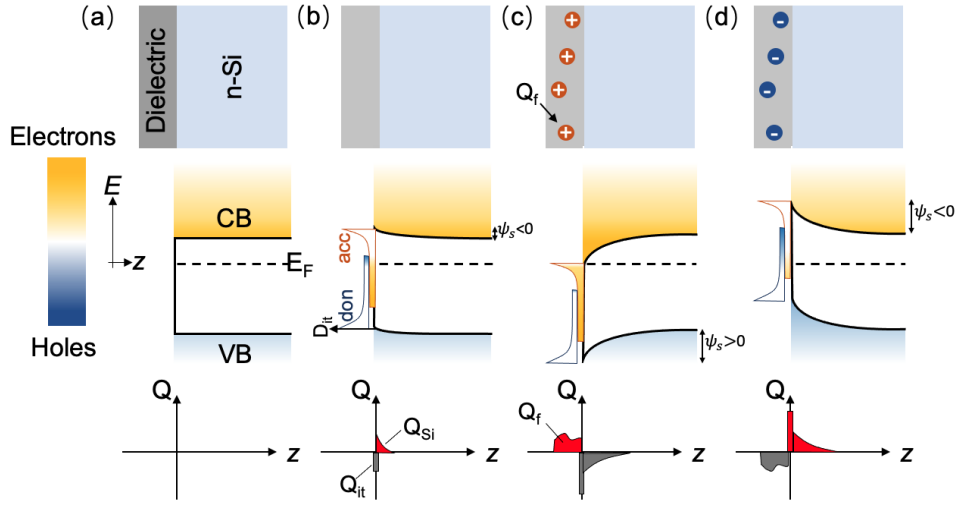 (a)
(b)
(c)
(d)
Dielectric
n-Si
+
+
+
+
Q_f
-
-
-
-
Electrons
Holes
E
z
CB
E_F
VB
acc.
don
D_it
ψ_s<0
ψ_s>0
ψ_s<0
Q
z
Q
Q_Si
Q_it
z
Q
Q_f
z
Q
z